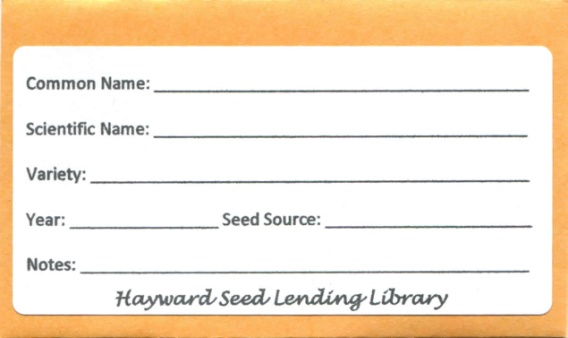 Common Name:
Scientific Name:
Variety:
Year: Seed Source:
Notes:
Hayward Seed Lending Library